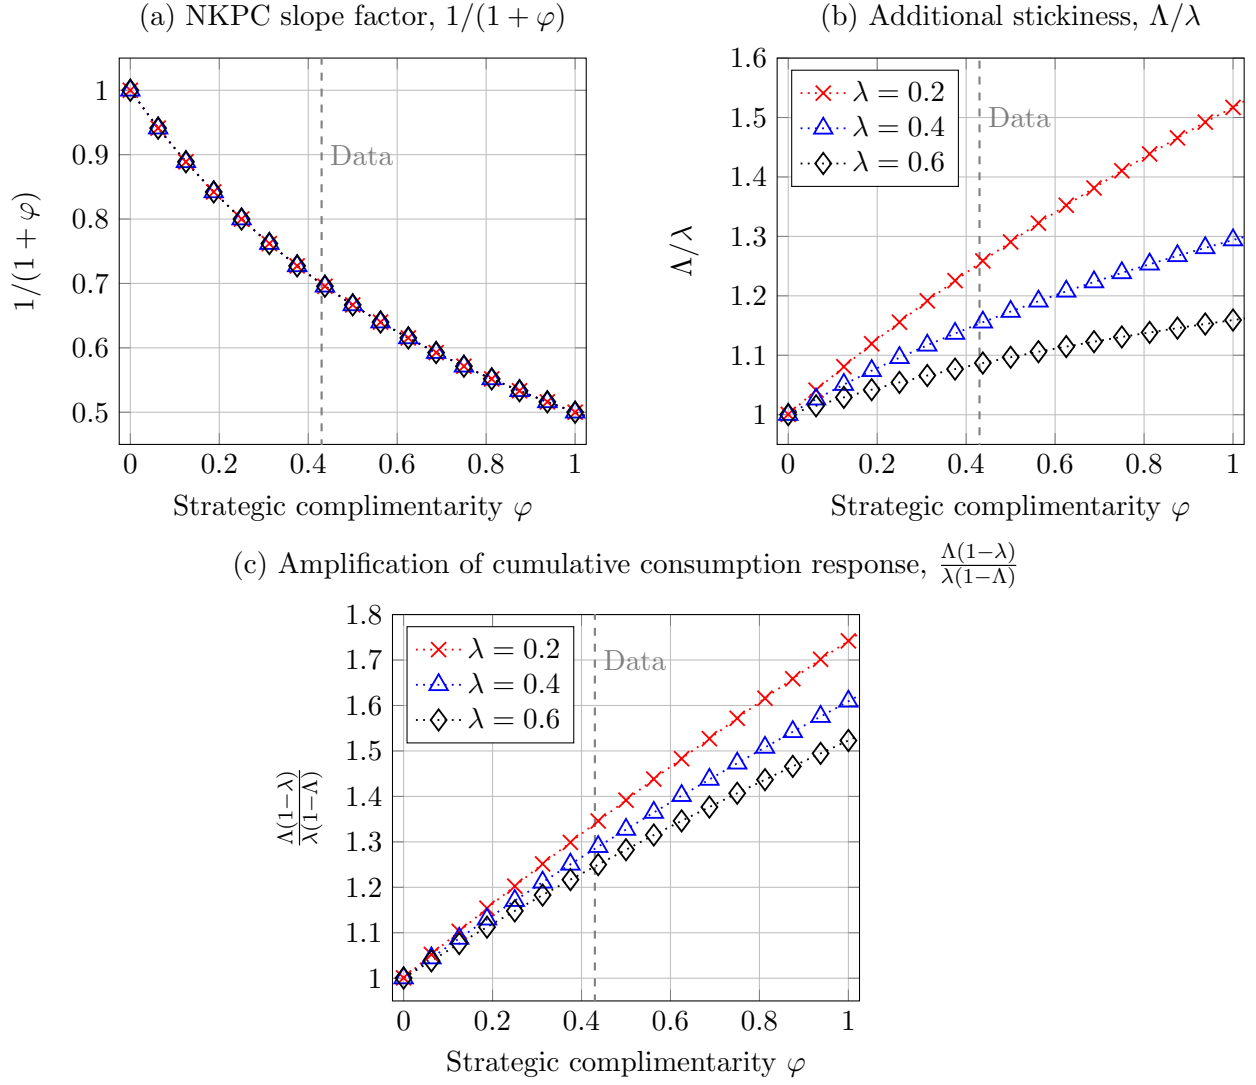 (a) NKPC slope factor, 1/(1 + φ)
1
0.9
0.8
0.7
0.6
0.5
1/(1 + φ)
Data
0 0.2 0.4 0.6 0.8 1
Strategic complimentarity φ
(b) Additional stickiness, Λ/λ
1.6
1.5
1.4
1.3
1.2
1.1
1
Λ/λ
λ = 0.2
λ = 0.4
λ = 0.6
Data
0 0.2 0.4 0.6 0.8 1
Strategic complimentarity φ
(c) Amplification of cumulative consumption response, Λ(1−λ)/λ(1−Λ)
1.8
1.7
1.6
1.5
1.4
1.3
1.2
1.1
1
Λ(1−λ)/λ(1−Λ)
λ = 0.2
λ = 0.4
λ = 0.6
Data
0 0.2 0.4 0.6 0.8 1
Strategic complimentarity φ